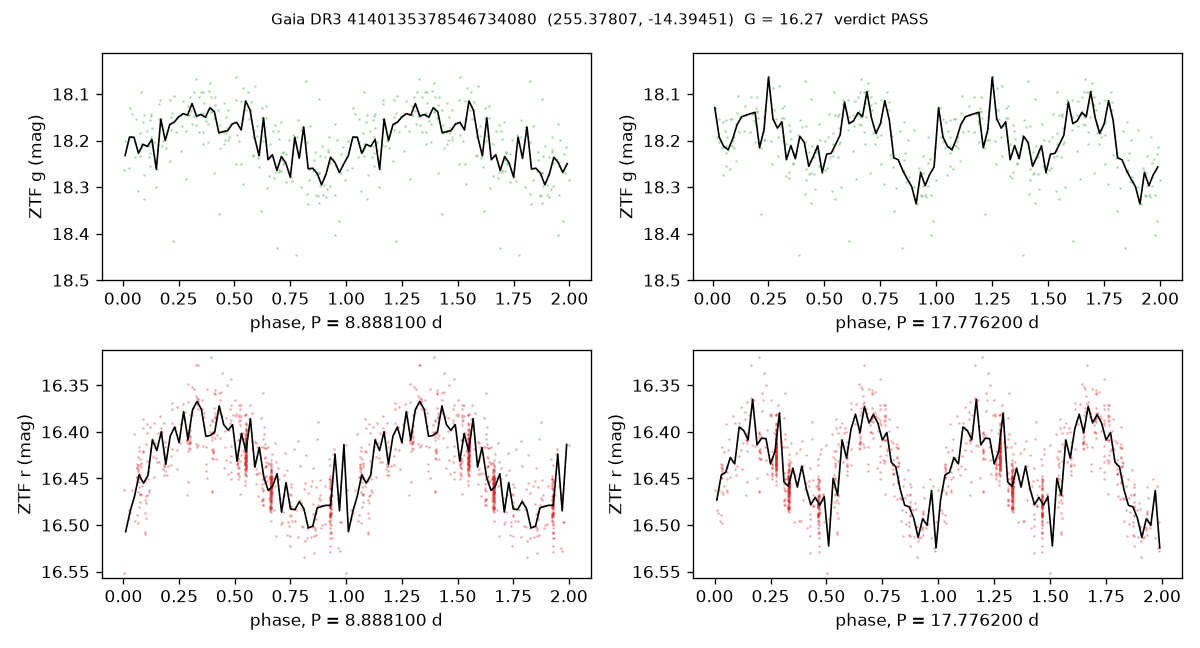 Gaia DR3 4140135378546734080 (255.37807, -14.39451) G = 16.27 verdict PASS
ZTF g (mag)
18.1
18.2
18.3
18.4
18.5
0.00 0.25 0.50 0.75 1.00 1.25 1.50 1.75 2.00
phase, P = 8.888100 d
ZTF g (mag)
18.1
18.2
18.3
18.4
18.5
0.00 0.25 0.50 0.75 1.00 1.25 1.50 1.75 2.00
phase, P = 17.776200 d
ZTF r (mag)
16.35
16.40
16.45
16.50
16.55
0.00 0.25 0.50 0.75 1.00 1.25 1.50 1.75 2.00
phase, P = 8.888100 d
ZTF r (mag)
16.35
16.40
16.45
16.50
16.55
0.00 0.25 0.50 0.75 1.00 1.25 1.50 1.75 2.00
phase, P = 17.776200 d